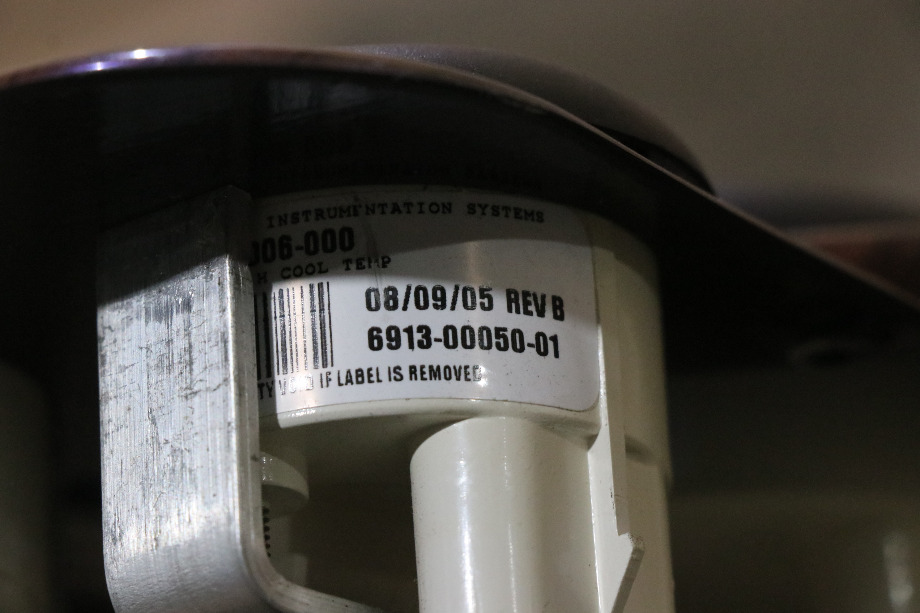 INSTRUMENTATION SYSTEMS
006-000
COOL TEMP
08/09/05 REV B
6913-00050-01
IF LABEL IS REMOVED